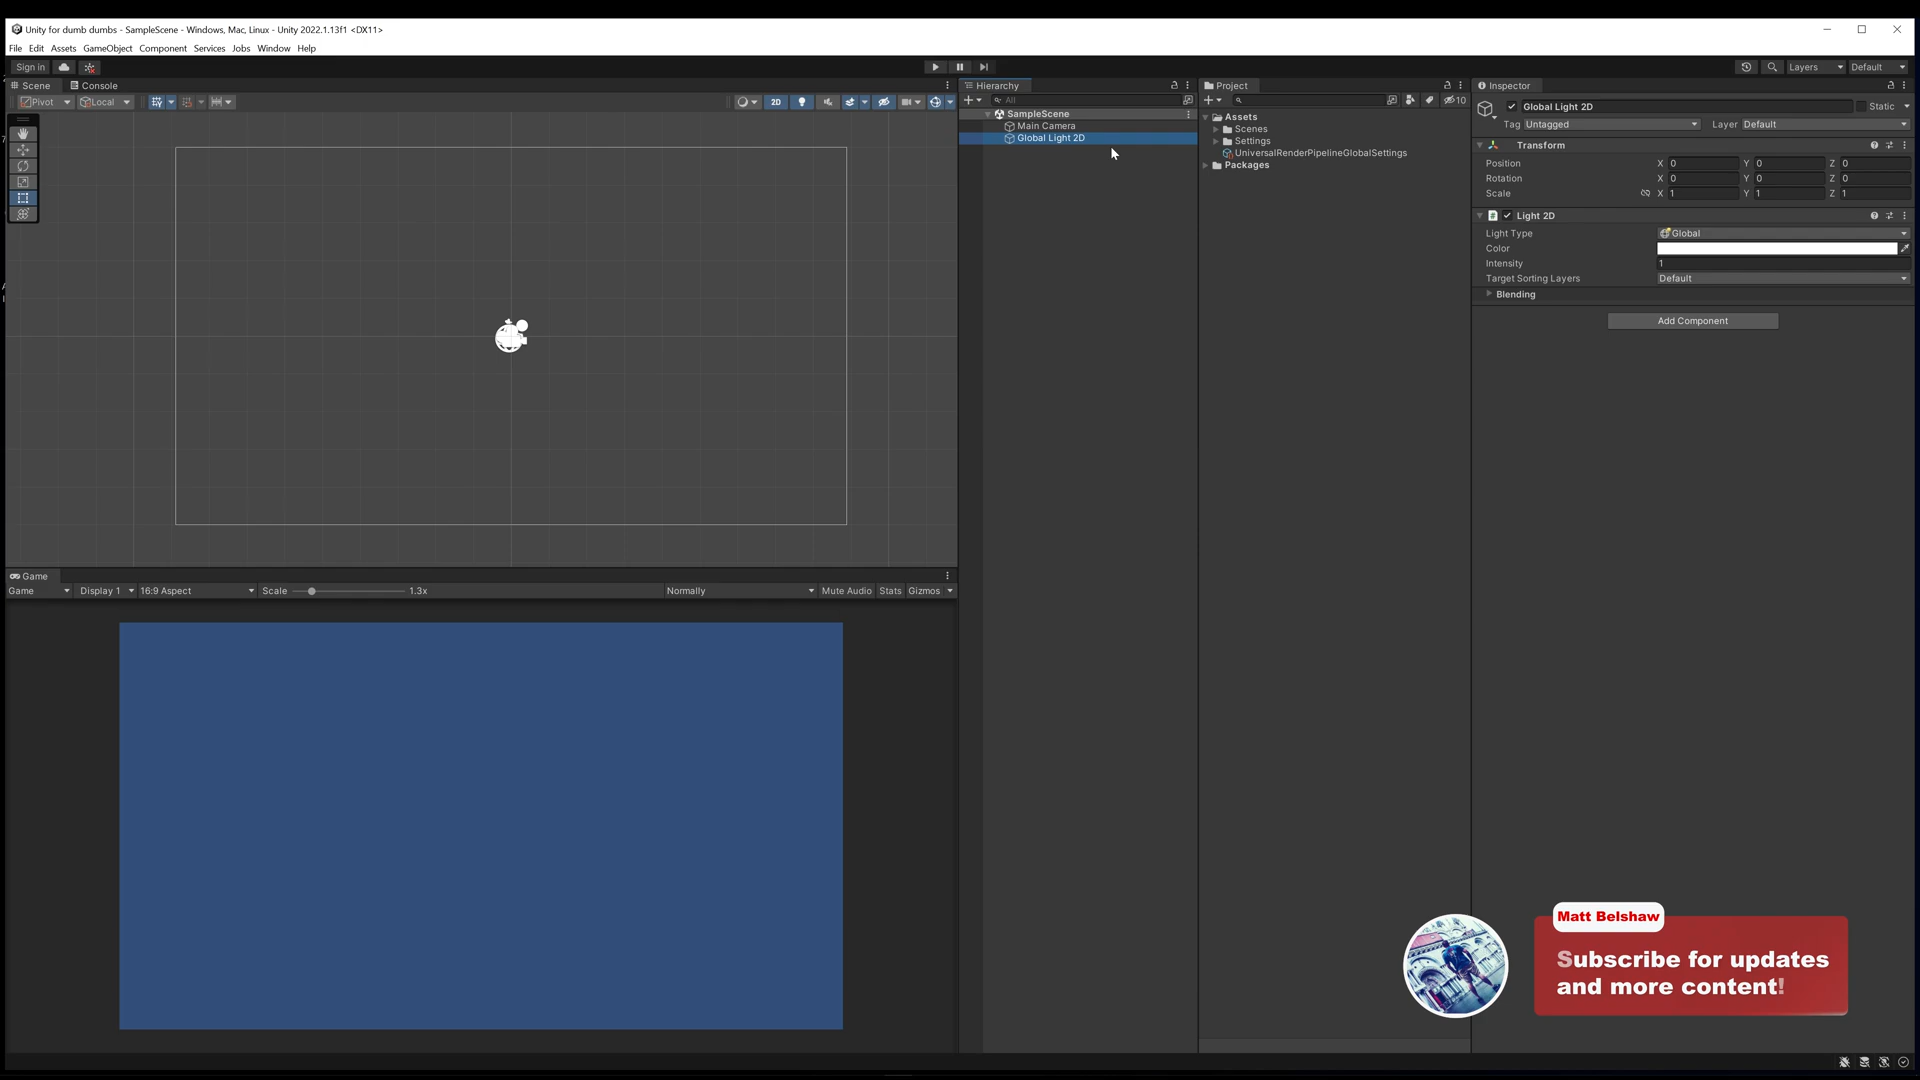 Unity for dumb dumbs - SampleScene - Windows, Mac, Linux - Unity 2022.1.13f1 <DX11>
File Edit Assets GameObject Component Services Jobs Window Help
Sign in
Layers
Default
Scene
Console
Pivot
Local
2D
Hierarchy
All
SampleScene
Main Camera
Global Light 2D
Project
10
Assets
Scenes
Settings
UniversalRenderPipelineGlobalSettings
Packages
Inspector
Global Light 2D
Static
Tag Untagged
Layer Default
Transform
Position X 0 Y 0 Z 0
Rotation X 0 Y 0 Z 0
Scale X 1 Y 1 Z 1
Light 2D
Light Type Global
Color
Intensity 1
Target Sorting Layers Default
Blending
Add Component
Game
Game Display 1 16:9 Aspect Scale 1.3x Normally Mute Audio Stats Gizmos
Matt Belshaw
Subscribe for updates
and more content!